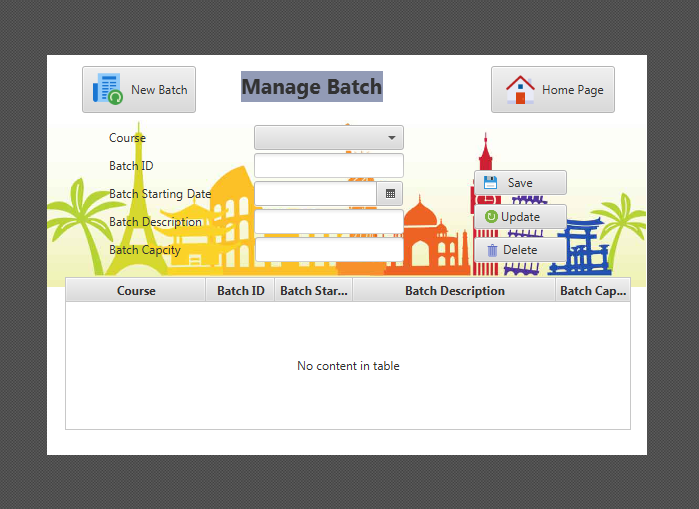 New Batch
Manage Batch
Home Page
Course
Batch ID
Batch Starting Date
Batch Description
Batch Capcity
Save
Update
Delete
Course Batch ID Batch Star... Batch Description Batch Cap...
No content in table